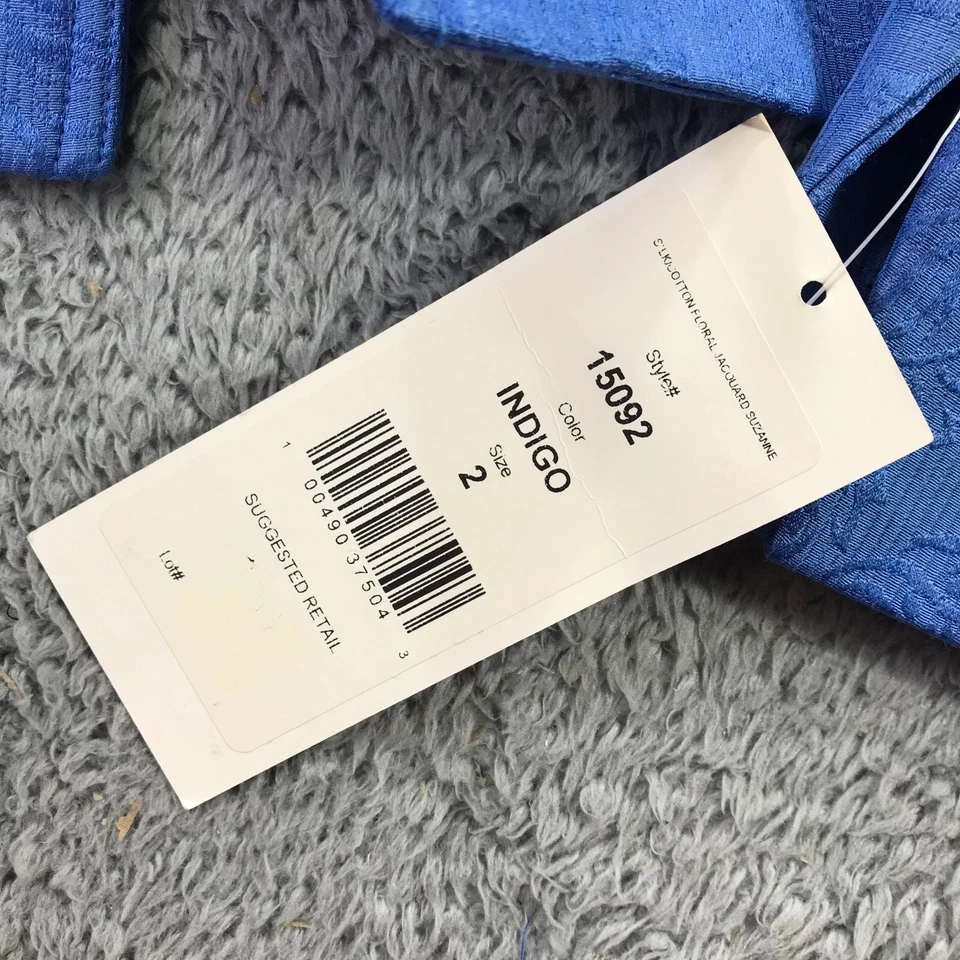 SILK/COTTON FLORAL JACQUARD SUZANNE
Style#
15092
Color
INDIGO
Size
2
1 00490 37504 3
SUGGESTED RETAIL
Lot#